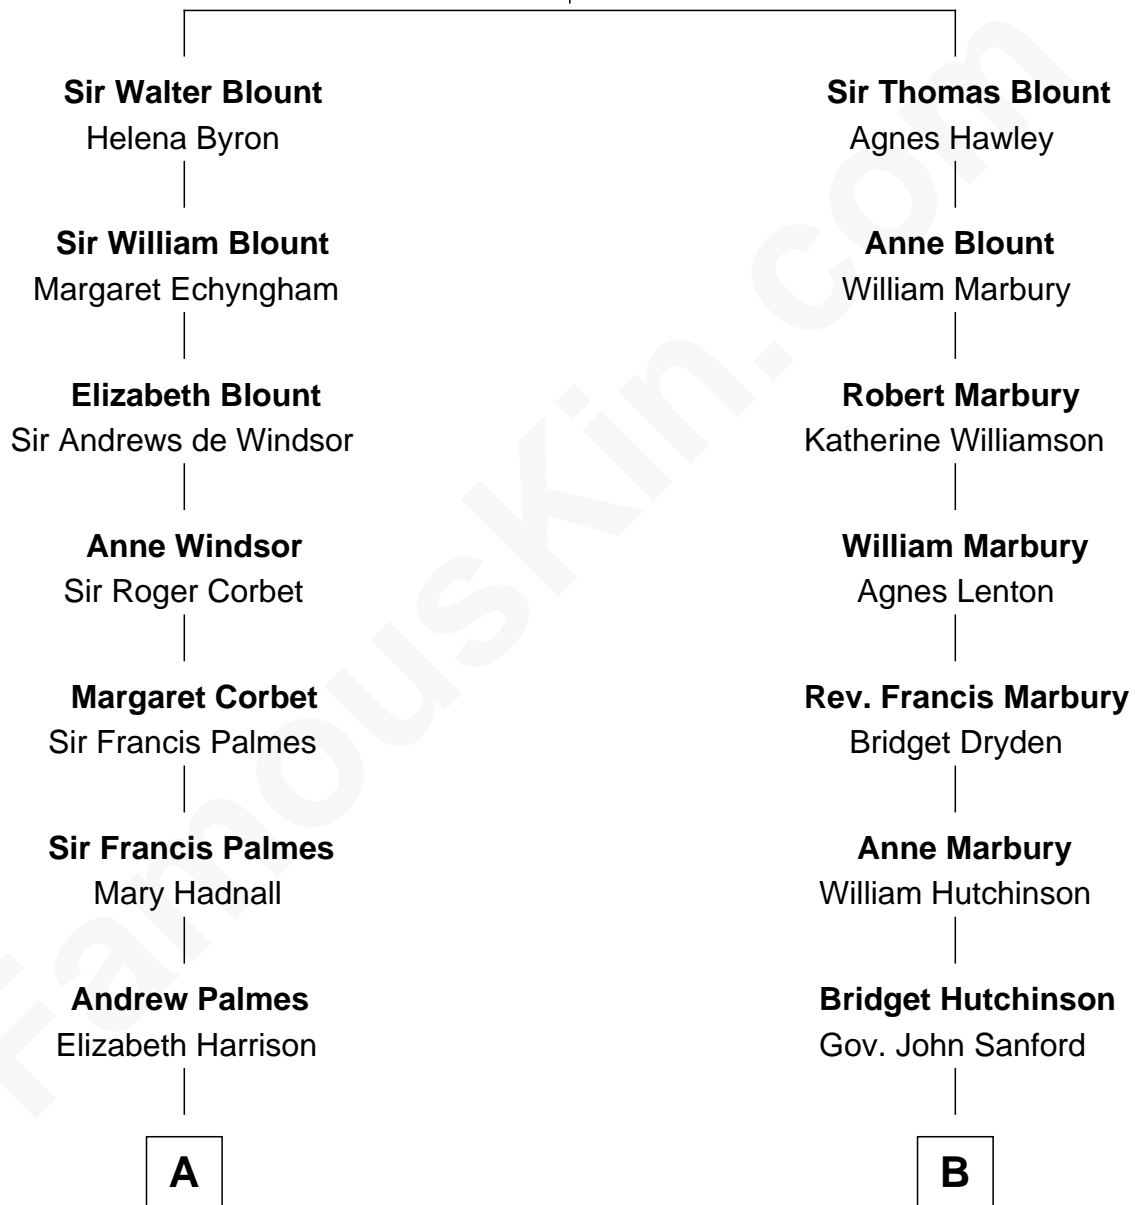 Sir Walter Blount
Helena Byron
Sir William Blount
Margaret Echyngham
Elizabeth Blount
Sir Andrews de Windsor
Anne Windsor
Sir Roger Corbet
Margaret Corbet
Sir Francis Palmes
Sir Francis Palmes
Mary Hadnall
Andrew Palmes
Elizabeth Harrison
A
Sir Thomas Blount
Agnes Hawley
Anne Blount
William Marbury
Robert Marbury
Katherine Williamson
William Marbury
Agnes Lenton
Rev. Francis Marbury
Bridget Dryden
Anne Marbury
William Hutchinson
Bridget Hutchinson
Gov. John Sanford
B
FamousKin.com